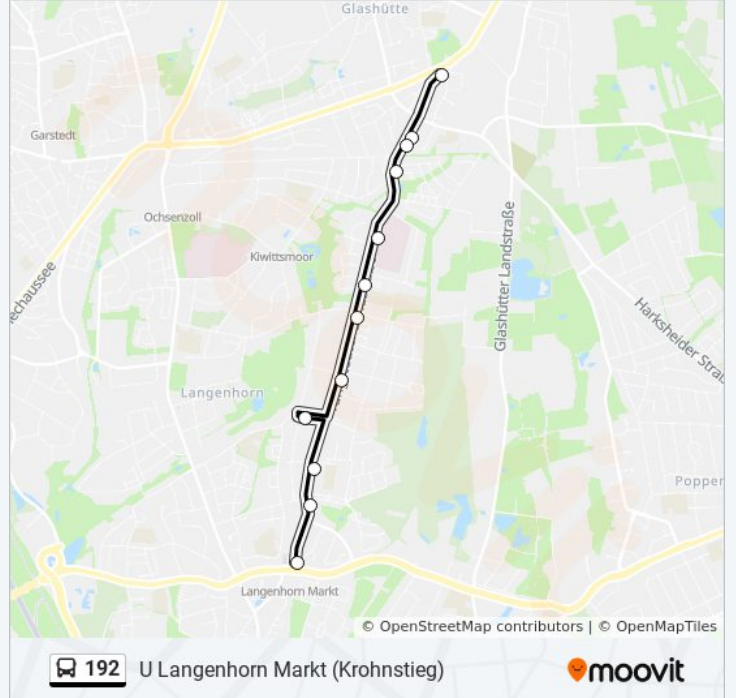 Glashütte
Garstedt
Ochsenzoll
Kiwittsmoor
Glashütter Landstraße
echaussee
Harksheider Straß
Langenhorn
Popper
Langenhorn Markt
© OpenStreetMap contributors | © OpenMapTiles
192 U Langenhorn Markt (Krohnstieg) moovit